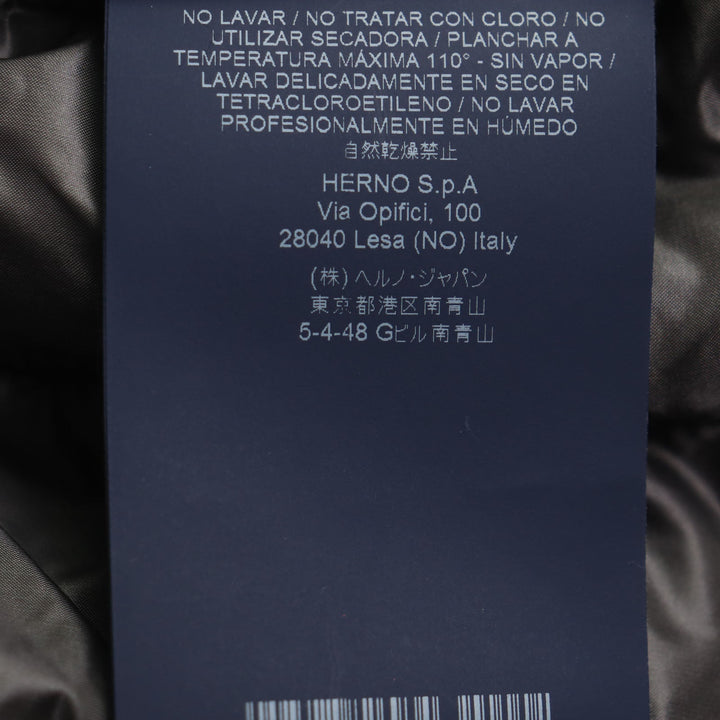 NO LAVAR / NO TRATAR CON CLORO / NO
UTILIZAR SECADORA / PLANCHAR A
TEMPERATURA MÁXIMA 110° - SIN VAPOR /
LAVAR DELICADAMENTE EN SECO EN
TETRACLOROETILENO / NO LAVAR
PROFESIONALMENTE EN HÚMEDO
自然乾燥禁止
HERNO S.p.A
Via Opifici, 100
28040 Lesa (NO) Italy
(株) ヘルノ・ジャパン
東京都港区南青山
5-4-48 Gビル南青山